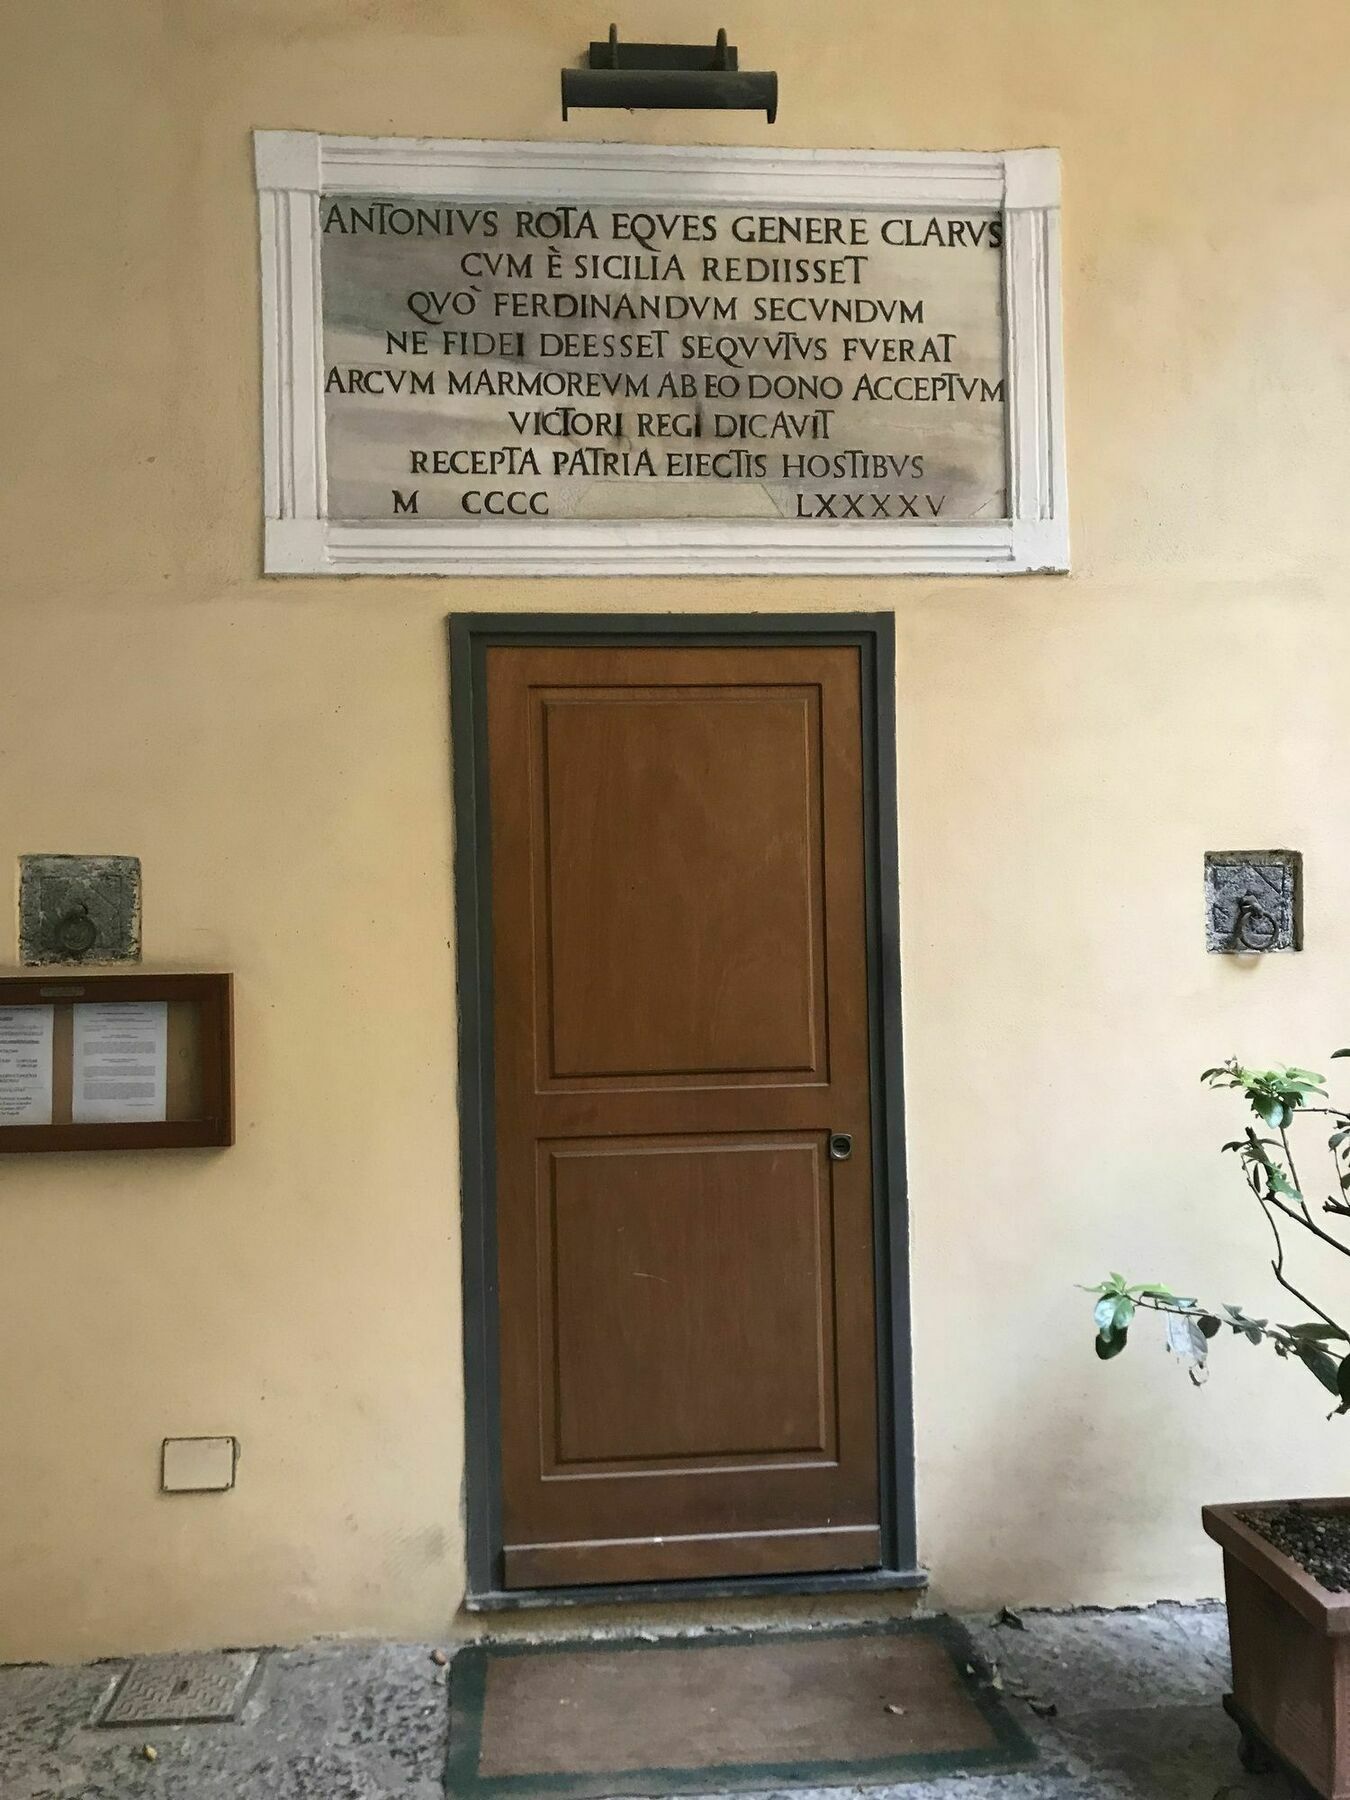 ANTONIVS ROTA EQVES GENERE CLARVS
CVM È SICILIA REDIISSET
QVÒ FERDINANDVM SECVNDVM
NE FIDEI DEESSET SEQVVTVS FVERAT
ARCVM MARMOREVM AB EO DONO ACCEPTVM
VICTORI REGI DICAVIT
RECEPTA PATRIA EIECTIS HOSTIBVS
M CCCC LXXXXV